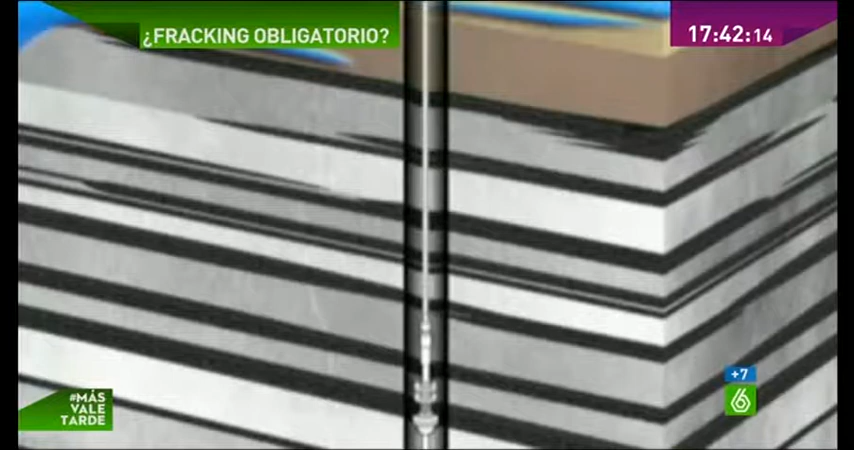 ¿FRACKING OBLIGATORIO?
17:42:14
+7
6
#MÁS
VALE
TARDE